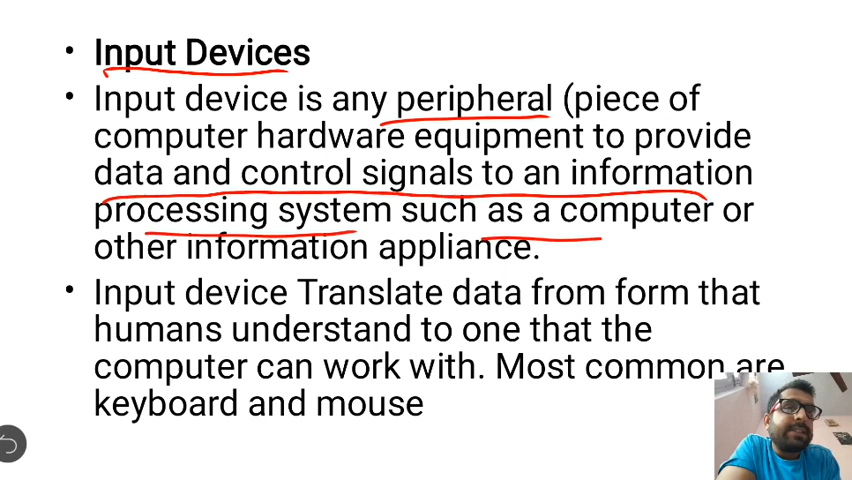 • Input Devices
• Input device is any peripheral (piece of
computer hardware equipment to provide
data and control signals to an information
processing system such as a computer or
other information appliance.
• Input device Translate data from form that
humans understand to one that the
computer can work with. Most common are
keyboard and mouse